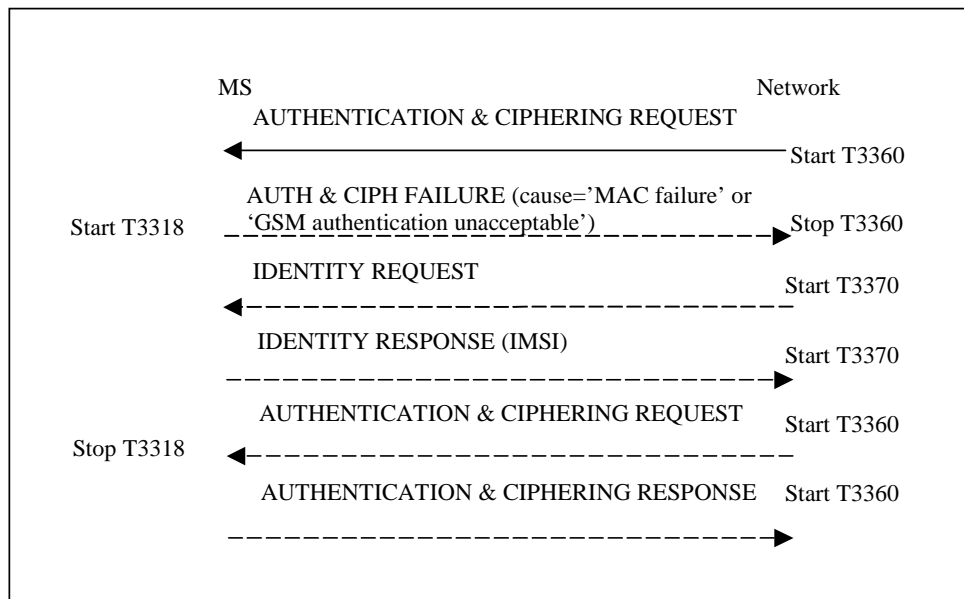 MS
Network
AUTHENTICATION & CIPHERING REQUEST
Start T3360
AUTH & CIPH FAILURE (cause=’MAC failure’ or
‘GSM authentication unacceptable’)
Start T3318
Stop T3360
IDENTITY REQUEST
Start T3370
IDENTITY RESPONSE (IMSI)
Start T3370
AUTHENTICATION & CIPHERING REQUEST
Start T3360
Stop T3318
AUTHENTICATION & CIPHERING RESPONSE
Start T3360